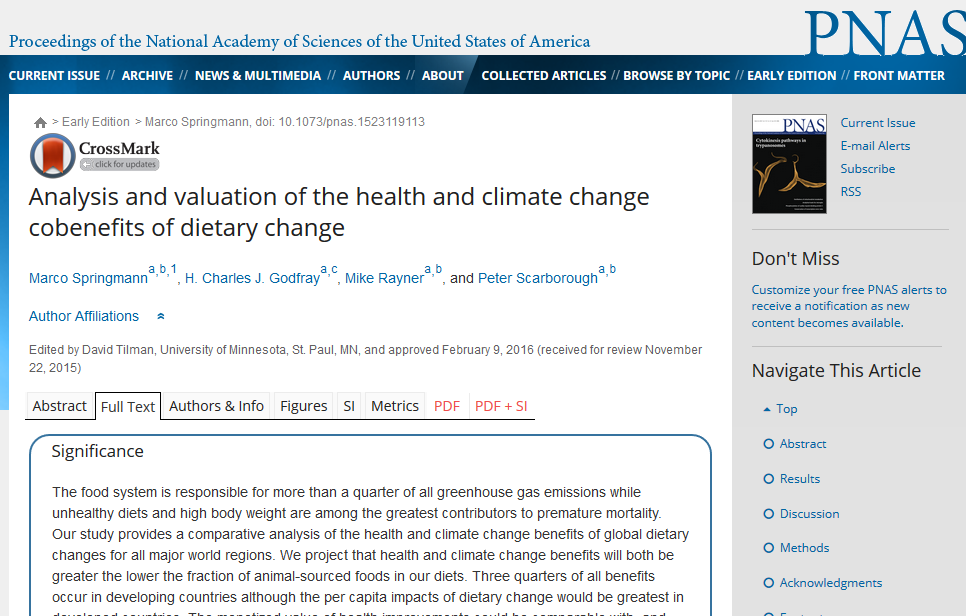 Proceedings of the National Academy of Sciences of the United States of America
PNAS
CURRENT ISSUE // ARCHIVE // NEWS & MULTIMEDIA // AUTHORS // ABOUT COLLECTED ARTICLES // BROWSE BY TOPIC // EARLY EDITION // FRONT MATTER
> Early Edition > Marco Springmann, doi: 10.1073/pnas.1523119113
CrossMark
click for updates
Analysis and valuation of the health and climate change
cobenefits of dietary change
Marco Springmann a,b,1, H. Charles J. Godfray a,c, Mike Rayner a,b, and Peter Scarborough a,b
Author Affiliations
Edited by David Tilman, University of Minnesota, St. Paul, MN, and approved February 9, 2016 (received for review November
22, 2015)
Abstract Full Text Authors & Info Figures SI Metrics PDF PDF + SI
Significance
The food system is responsible for more than a quarter of all greenhouse gas emissions while
unhealthy diets and high body weight are among the greatest contributors to premature mortality.
Our study provides a comparative analysis of the health and climate change benefits of global dietary
changes for all major world regions. We project that health and climate change benefits will both be
greater the lower the fraction of animal-sourced foods in our diets. Three quarters of all benefits
occur in developing countries although the per capita impacts of dietary change would be greatest in
developed countries. The monetized value of health improvements could be comparable with, and
PNAS
Cytokinesis pathways in
trypanosomes
Current Issue
E-mail Alerts
Subscribe
RSS
Don't Miss
Customize your free PNAS alerts to
receive a notification as new
content becomes available.
Navigate This Article
Top
Abstract
Results
Discussion
Methods
Acknowledgments